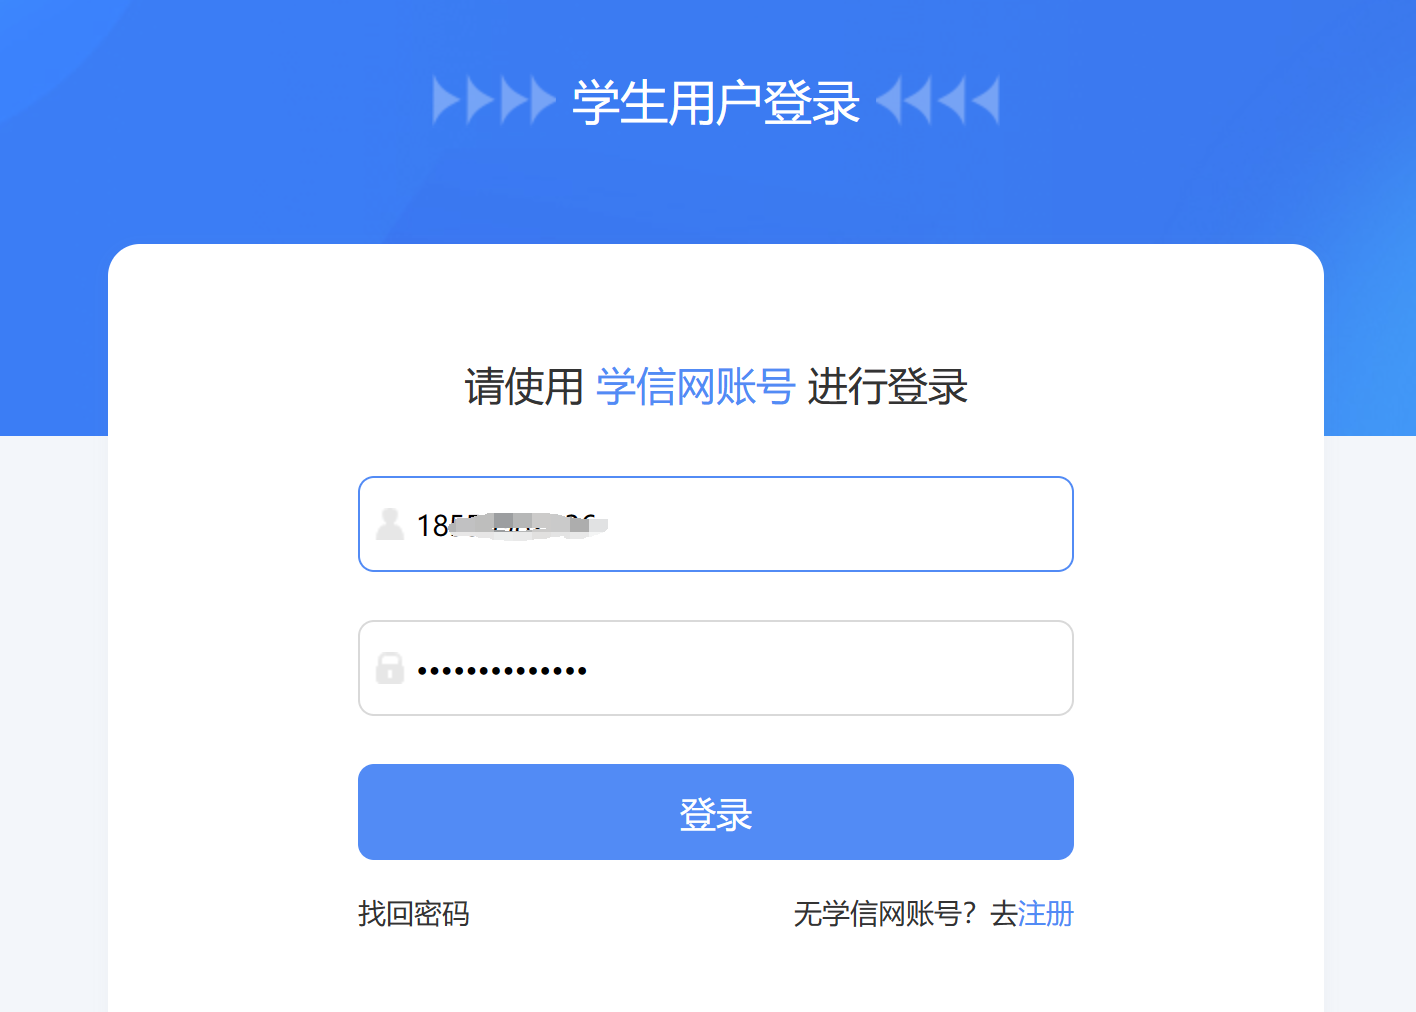 学生用户登录
请使用 学信网账号 进行登录
••••••••••••••
登录
找回密码
无学信网账号？去注册